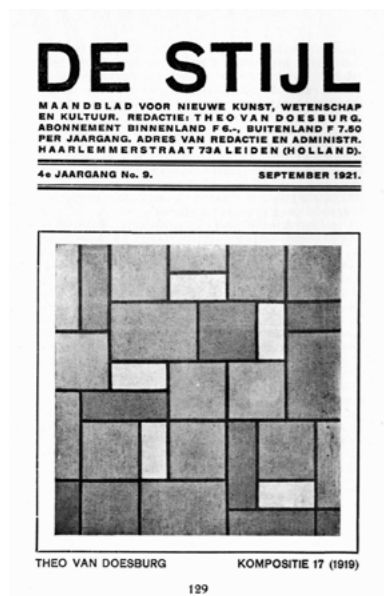 DE STIJL
MAANDBLAD VOOR NIEUWE KUNST, WETENSCHAP
EN KULTUUR. REDACTIE: THEO VAN DOESBURG.
ABONNEMENT BINNENLAND F 6.-, BUITENLAND F 7.50
PER JAARGANG. ADRES VAN REDACTIE EN ADMINISTR.
HAARLEMMERSTRAAT 73A LEIDEN (HOLLAND).
4e JAARGANG No. 9. SEPTEMBER 1921.
THEO VAN DOESBURG KOMPOSITIE 17 (1919)
129